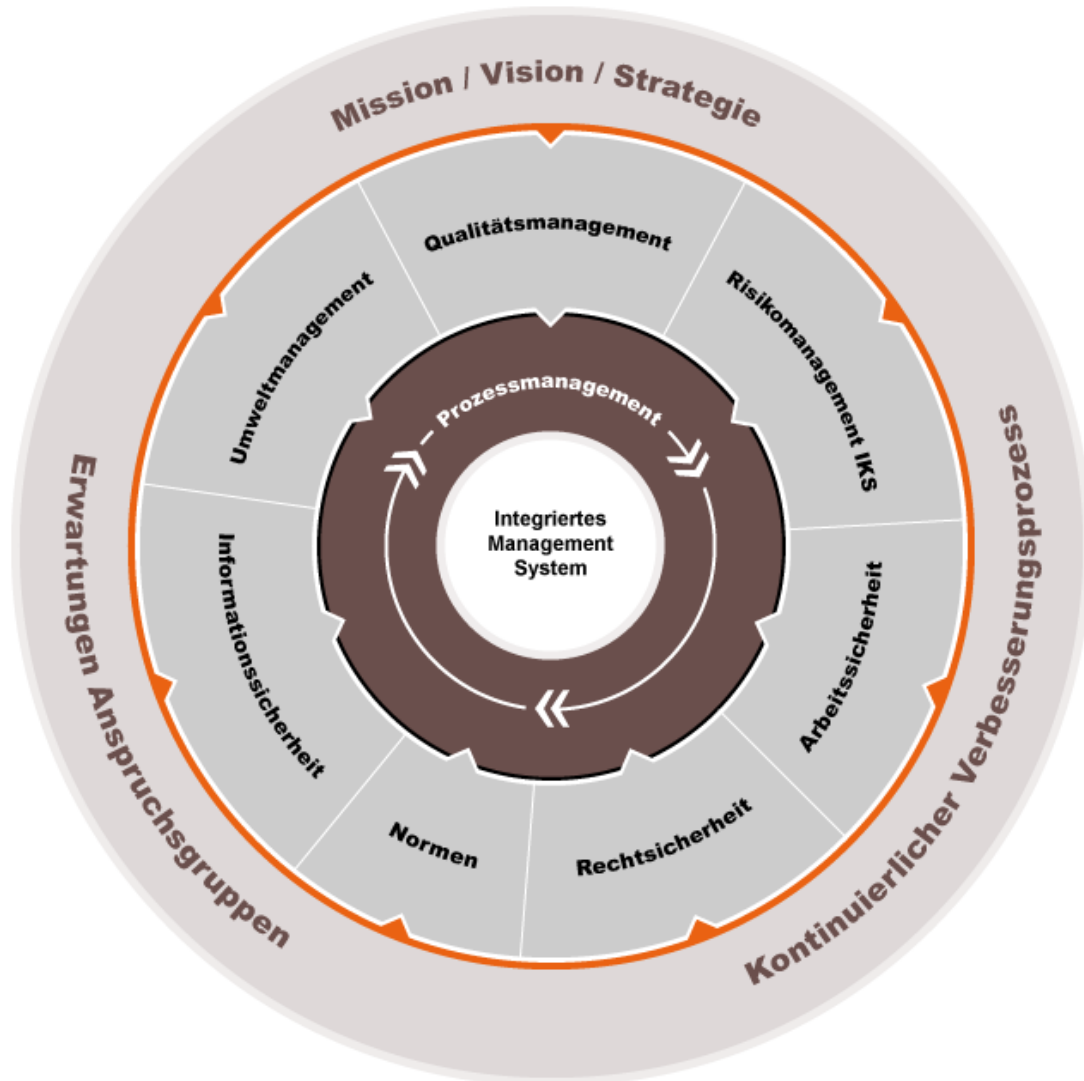 Mission / Vision / Strategie
Qualitätsmanagement
Risikomanagement IKS
Umweltmanagement
Prozessmanagement
Integriertes
Management
System
Erwartungen Anspruchsgruppen
Kontinuierlicher Verbesserungsprozess
Informationssicherheit
Arbeitssicherheit
Normen
Rechtsicherheit